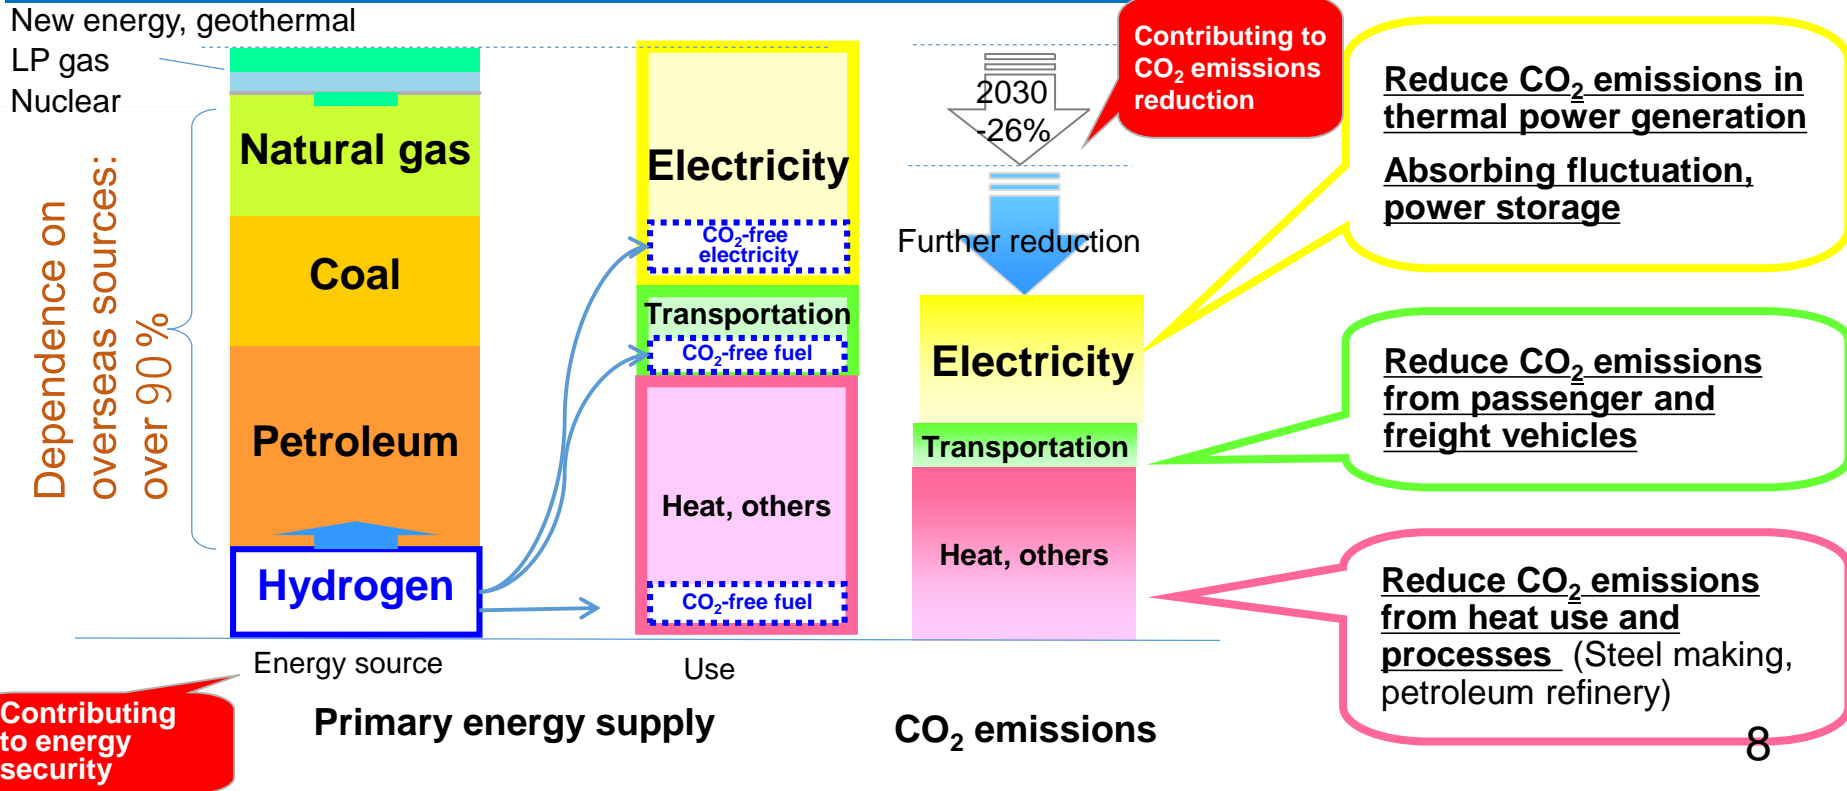 New energy, geothermal
LP gas
Nuclear
Dependence on
overseas sources:
over 90%
Natural gas
Coal
Petroleum
Hydrogen
Energy source
Contributing
to energy
security
Electricity
CO2-free
electricity
Transportation
CO2-free fuel
Heat, others
CO2-free fuel
Use
Primary energy supply
2030
-26%
Further reduction
Contributing to
CO2 emissions
reduction
Electricity
Transportation
Heat, others
CO2 emissions
Reduce CO2 emissions in
thermal power generation
Absorbing fluctuation,
power storage
Reduce CO2 emissions
from passenger and
freight vehicles
Reduce CO2 emissions
from heat use and
processes (Steel making,
petroleum refinery)
8